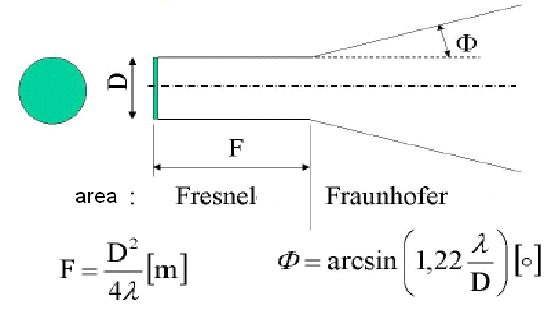 Φ
D
F
area : Fresnel Fraunhofer
F = D²/4λ [m]
Φ = arcsin(1,22 λ/D) [∘]